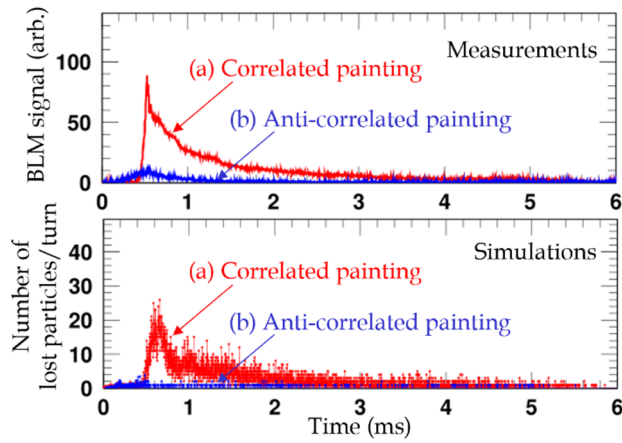 BLM signal (arb.)
100
50
0
Measurements
(a) Correlated painting
(b) Anti-correlated painting
0 1 2 3 4 5 6
Number of
lost particles/turn
40
30
20
10
0
Simulations
(a) Correlated painting
(b) Anti-correlated painting
0 1 2 3 4 5 6
Time (ms)